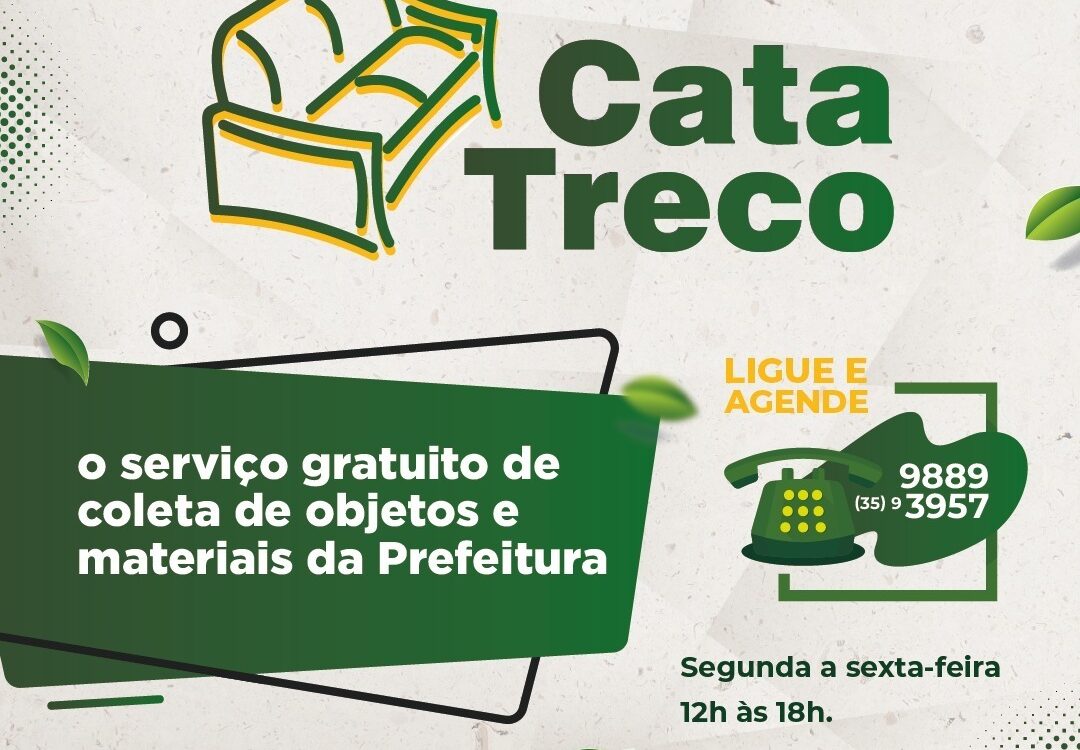 Cata
Treco
o serviço gratuito de
coleta de objetos e
materiais da Prefeitura
LIGUE E
AGENDE
9889
(35) 9 3957
Segunda a sexta-feira
12h às 18h.